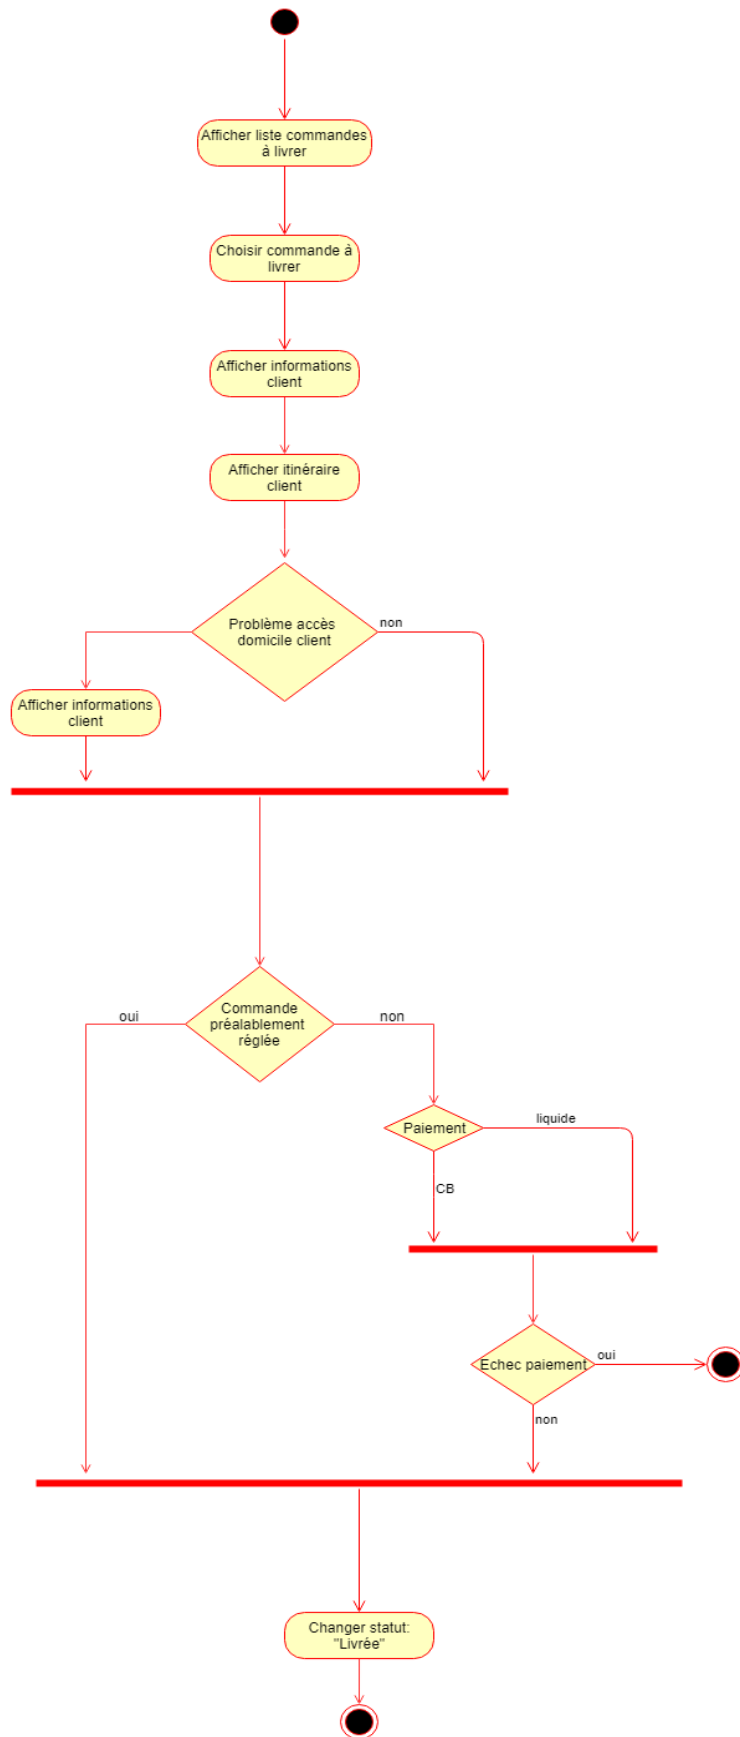 Afficher liste commandes
à livrer
Choisir commande à
livrer
Afficher informations
client
Afficher itinéraire
client
Problème accès
domicile client
non
Afficher informations
client
Commande
préalablement
réglée
oui
non
Paiement
liquide
CB
Echec paiement
oui
non
Changer statut:
"Livrée"